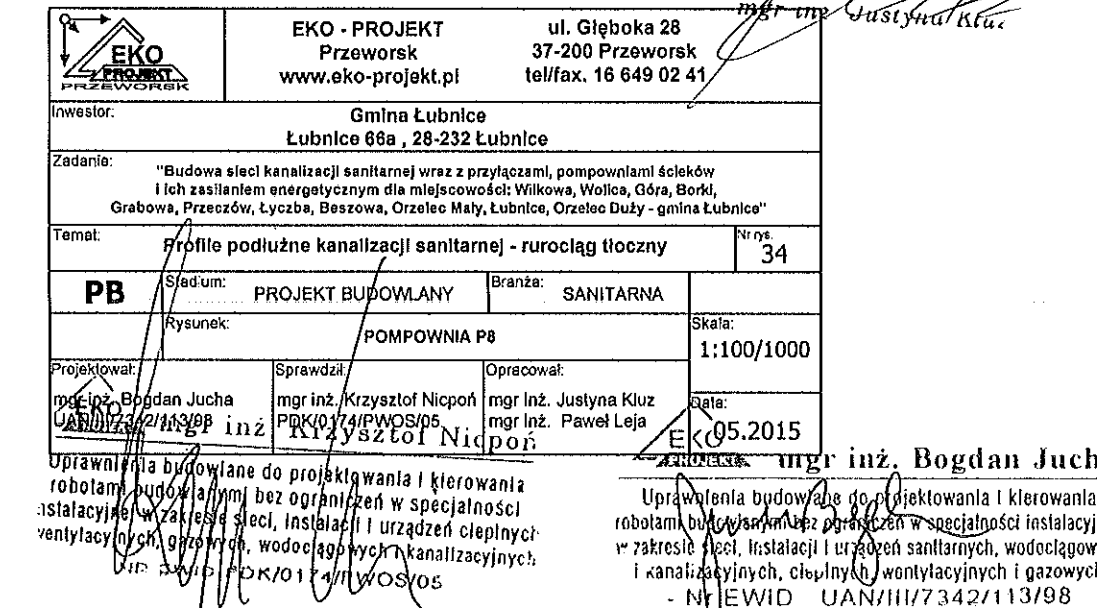 mgr inż Justyna Kluz
EKO
PROJEKT
PRZEWORSK
EKO - PROJEKT
Przeworsk
www.eko-projekt.pl
ul. Głęboka 28
37-200 Przeworsk
tel/fax. 16 649 02 41
Inwestor:
Gmina Łubnice
Łubnice 66a , 28-232 Łubnice
Zadanie:
"Budowa sieci kanalizacji sanitarnej wraz z przyłączami, pompowniami ścieków
i ich zasilaniem energetycznym dla miejscowości: Wilkowa, Wolica, Góra, Borki,
Grabowa, Przeczów, Łyczba, Beszowa, Orzelec Mały, Łubnice, Orzelec Duży - gmina Łubnice"
Temat:
Profile podłużne kanalizacji sanitarnej - rurociąg tłoczny
Nr rys.
34
PB
Stadium:
PROJEKT BUDOWLANY
Branża:
SANITARNA
Rysunek:
POMPOWNIA P8
Skala:
1:100/1000
Projektował:
mgr inż. Bogdan Jucha
UAN/III/7342/113/98
Sprawdził:
mgr inż. Krzysztof Nicpoń
PDK/0174/PWOS/05
Opracował:
mgr inż. Justyna Kluz
mgr inż. Paweł Leja
Data:
05.2015
EKO
mgr inż Krzysztof Nicpoń
Uprawnienia budowlane do projektowania i kierowania
robotami budowlanymi bez ograniczeń w specjalności
instalacyjnej w zakresie sieci, instalacji i urządzeń cieplnych
wentylacyjnych, gazowych, wodociągowych i kanalizacyjnych
PDK/0174/PWOS/05
EKO
PROJEKT
mgr inż. Bogdan Juch
Uprawnienia budowlane do projektowania i kierowania
robotami budowlanymi bez ograniczeń w specjalności instalacyj
w zakresie sieci, instalacji i urządzeń sanitarnych, wodociągow
i kanalizacyjnych, cieplnych, wentylacyjnych i gazowych
- Nr EWID UAN/III/7342/113/98